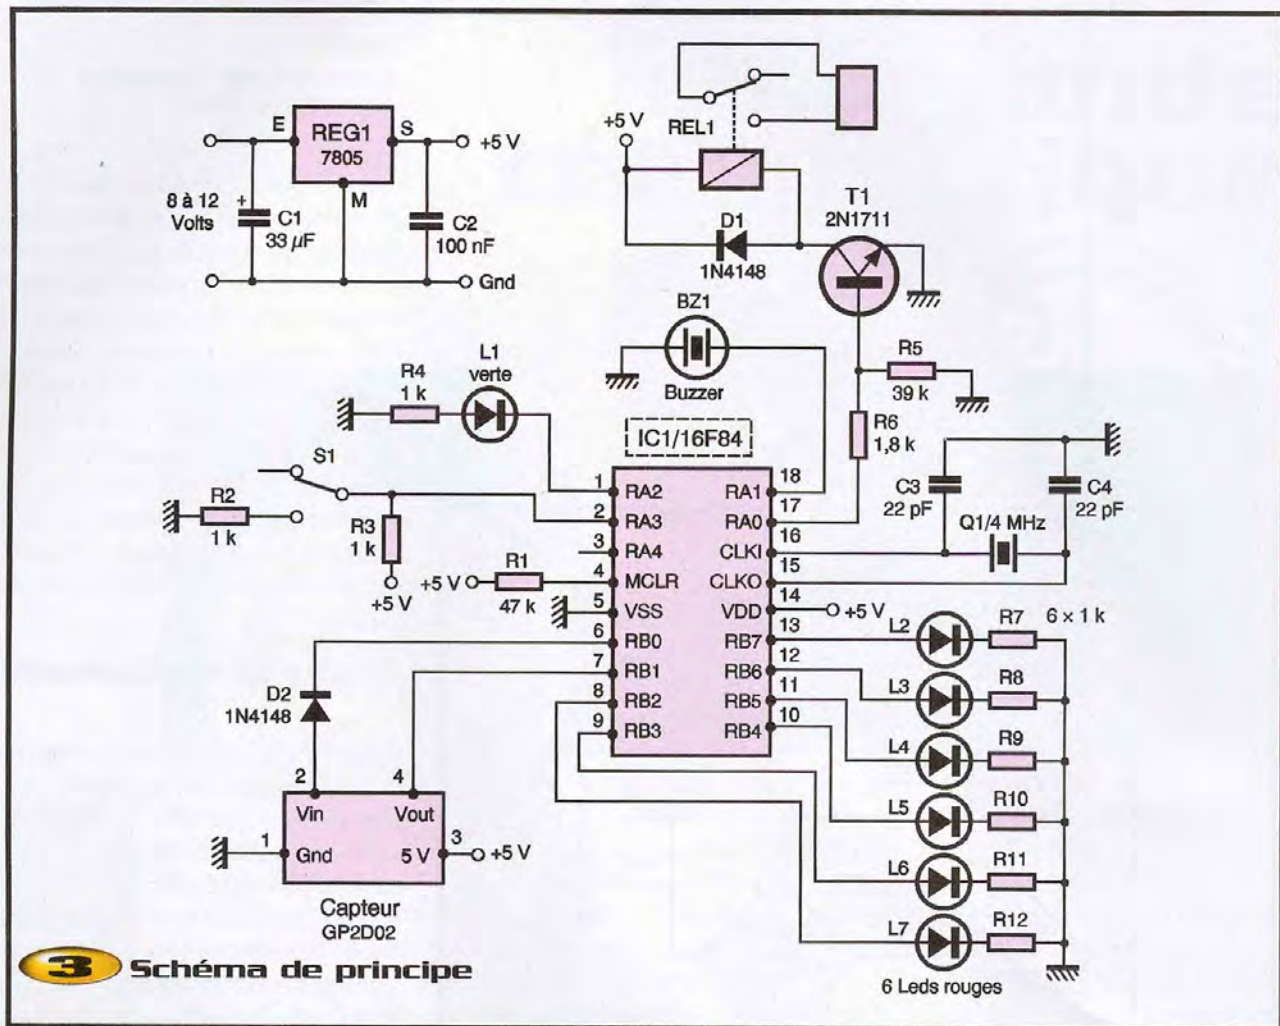 E
REG1
7805
S
+5 V
M
8 à 12
Volts
+
C1
33 µF
C2
100 nF
Gnd
+5 V
REL1
D1
1N4148
T1
2N1711
BZ1
Buzzer
R5
39 k
R6
1,8 k
L1
verte
R4
1 k
S1
R2
1 k
R3
1 k
+5 V
R1
47 k
+5 V
IC1/16F84
1 RA2
2 RA3
3 RA4
4 MCLR
5 VSS
6 RB0
7 RB1
8 RB2
9 RB3
RA1 18
RA0 17
CLKI 16
CLKO 15
VDD 14
RB7 13
RB6 12
RB5 11
RB4 10
C3
22 pF
C4
22 pF
Q1/4 MHz
+5 V
L2 R7 6 × 1 k
L3 R8
L4 R9
L5 R10
L6 R11
L7 R12
6 Leds rouges
D2
1N4148
2 4
Vin Vout
1 Gnd 5 V 3 +5 V
Capteur
GP2D02
3 Schéma de principe